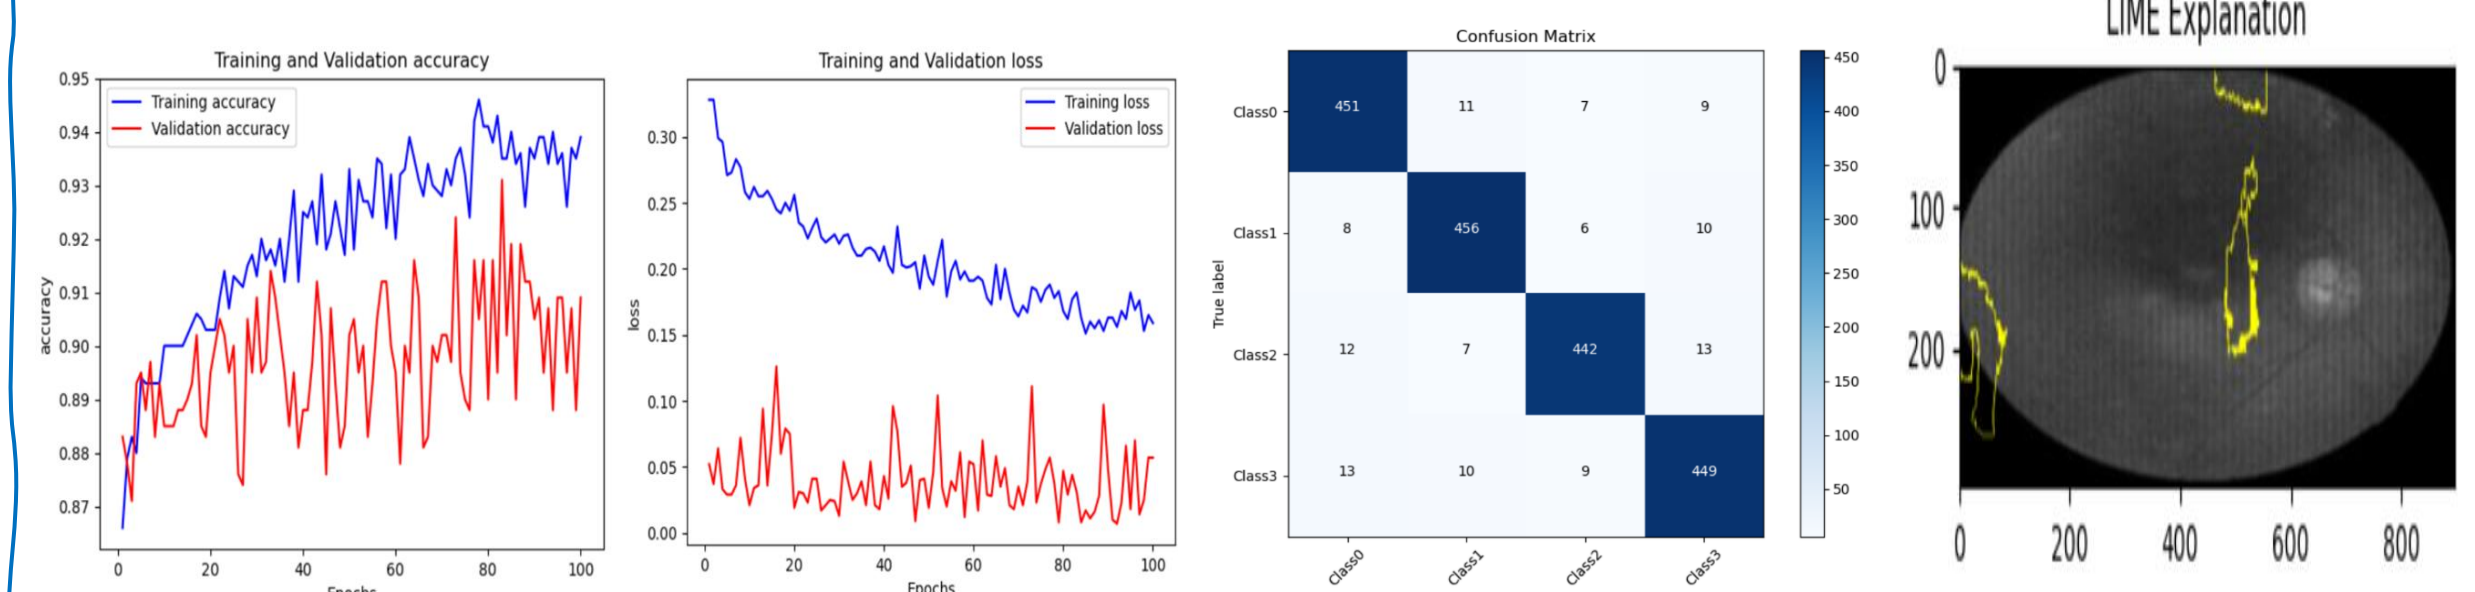 Training and Validation accuracy
0.95
0.94
0.93
0.92
0.91
0.90
0.89
0.88
0.87
accuracy
Training accuracy
Validation accuracy
0 20 40 60 80 100
Epochs
Training and Validation loss
0.30
0.25
0.20
0.15
0.10
0.05
0.00
loss
Training loss
Validation loss
0 20 40 60 80 100
Epochs
Confusion Matrix
True label
Class0 451 11 7 9
Class1 8 456 6 10
Class2 12 7 442 13
Class3 13 10 9 449
Class0 Class1 Class2 Class3
450
400
350
300
250
200
150
100
50
LIME Explanation
0
100
200
0 200 400 600 800